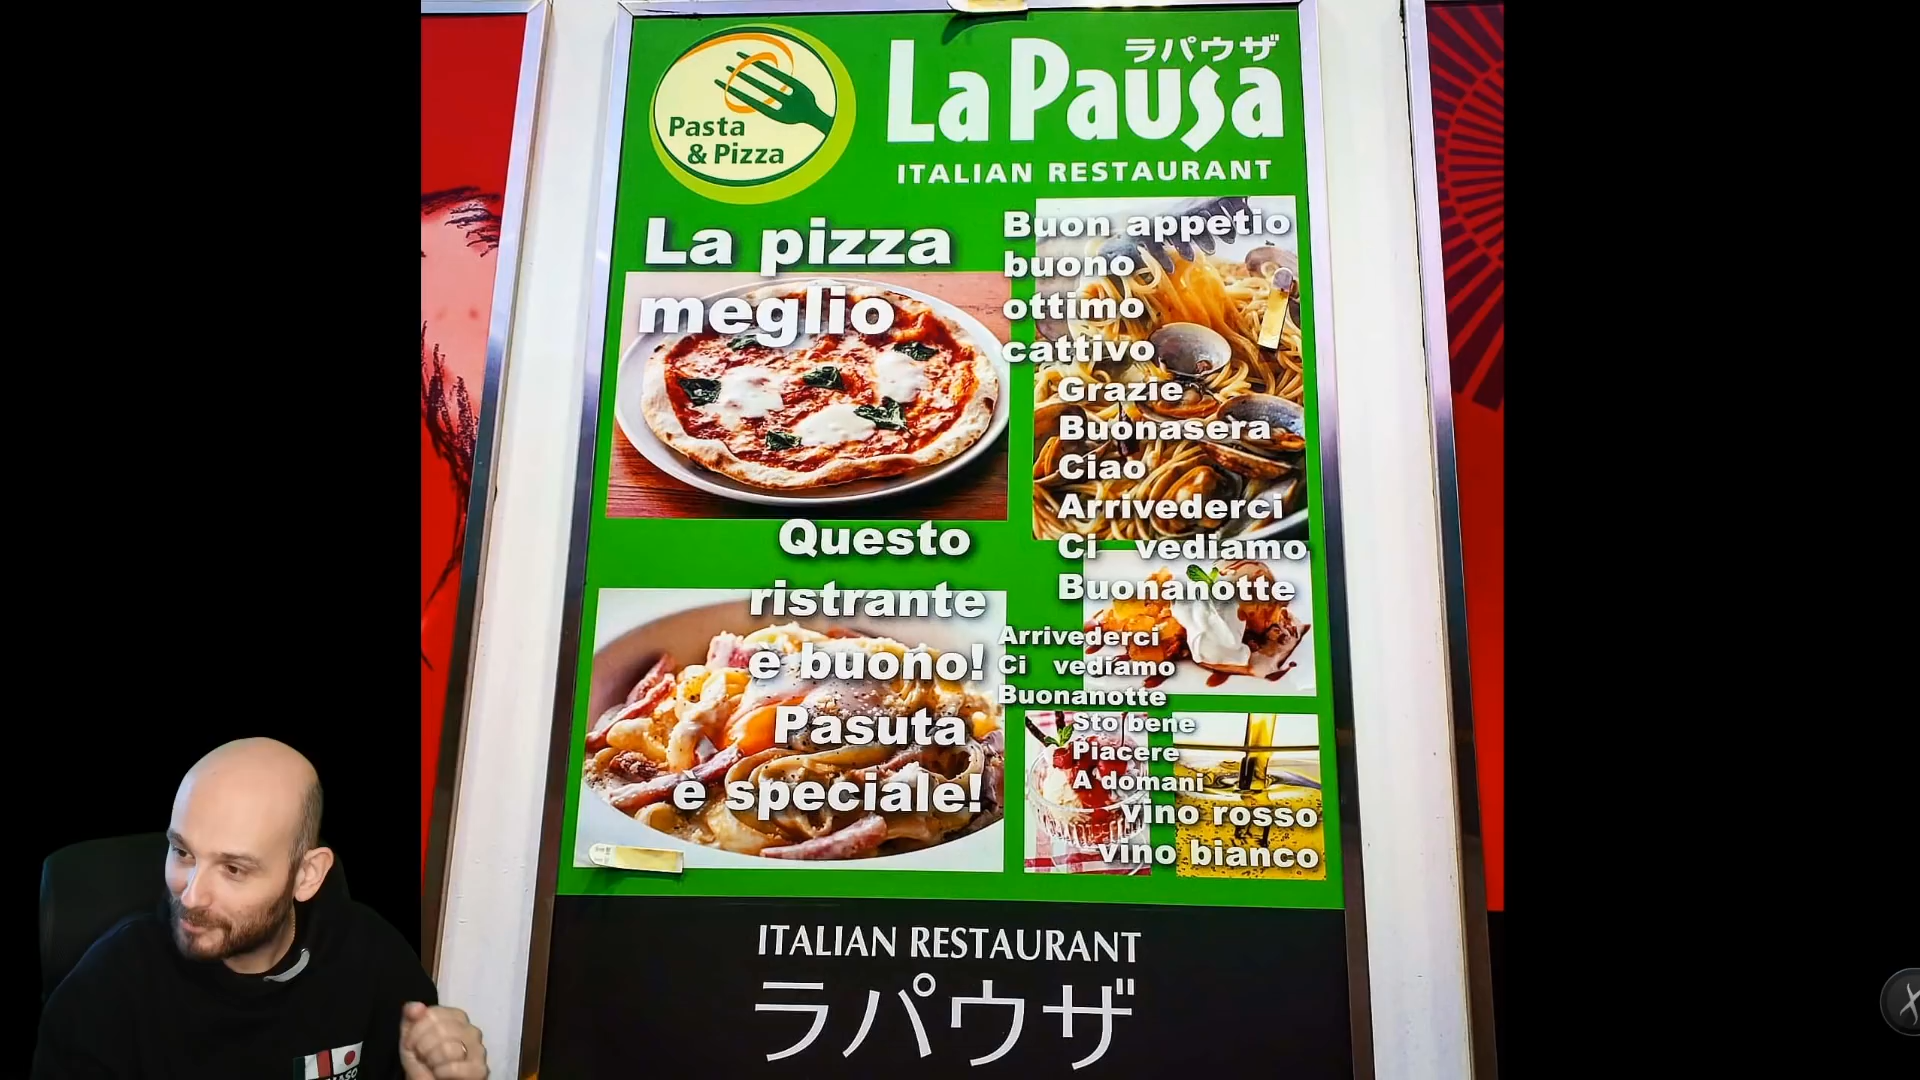 Pasta
& Pizza
ラパウザ
La Pausa
ITALIAN RESTAURANT
La pizza
meglio
Questo
ristrante
è buono!
Pasuta
è speciale!
Buon appetio
buono
ottimo
cattivo
Grazie
Buonasera
Ciao
Arrivederci
Ci vediamo
Buonanotte
Arrivederci
Ci vediamo
Buonanotte
Sto bene
Piacere
A domani
vino rosso
vino bianco
ITALIAN RESTAURANT
ラパウザ